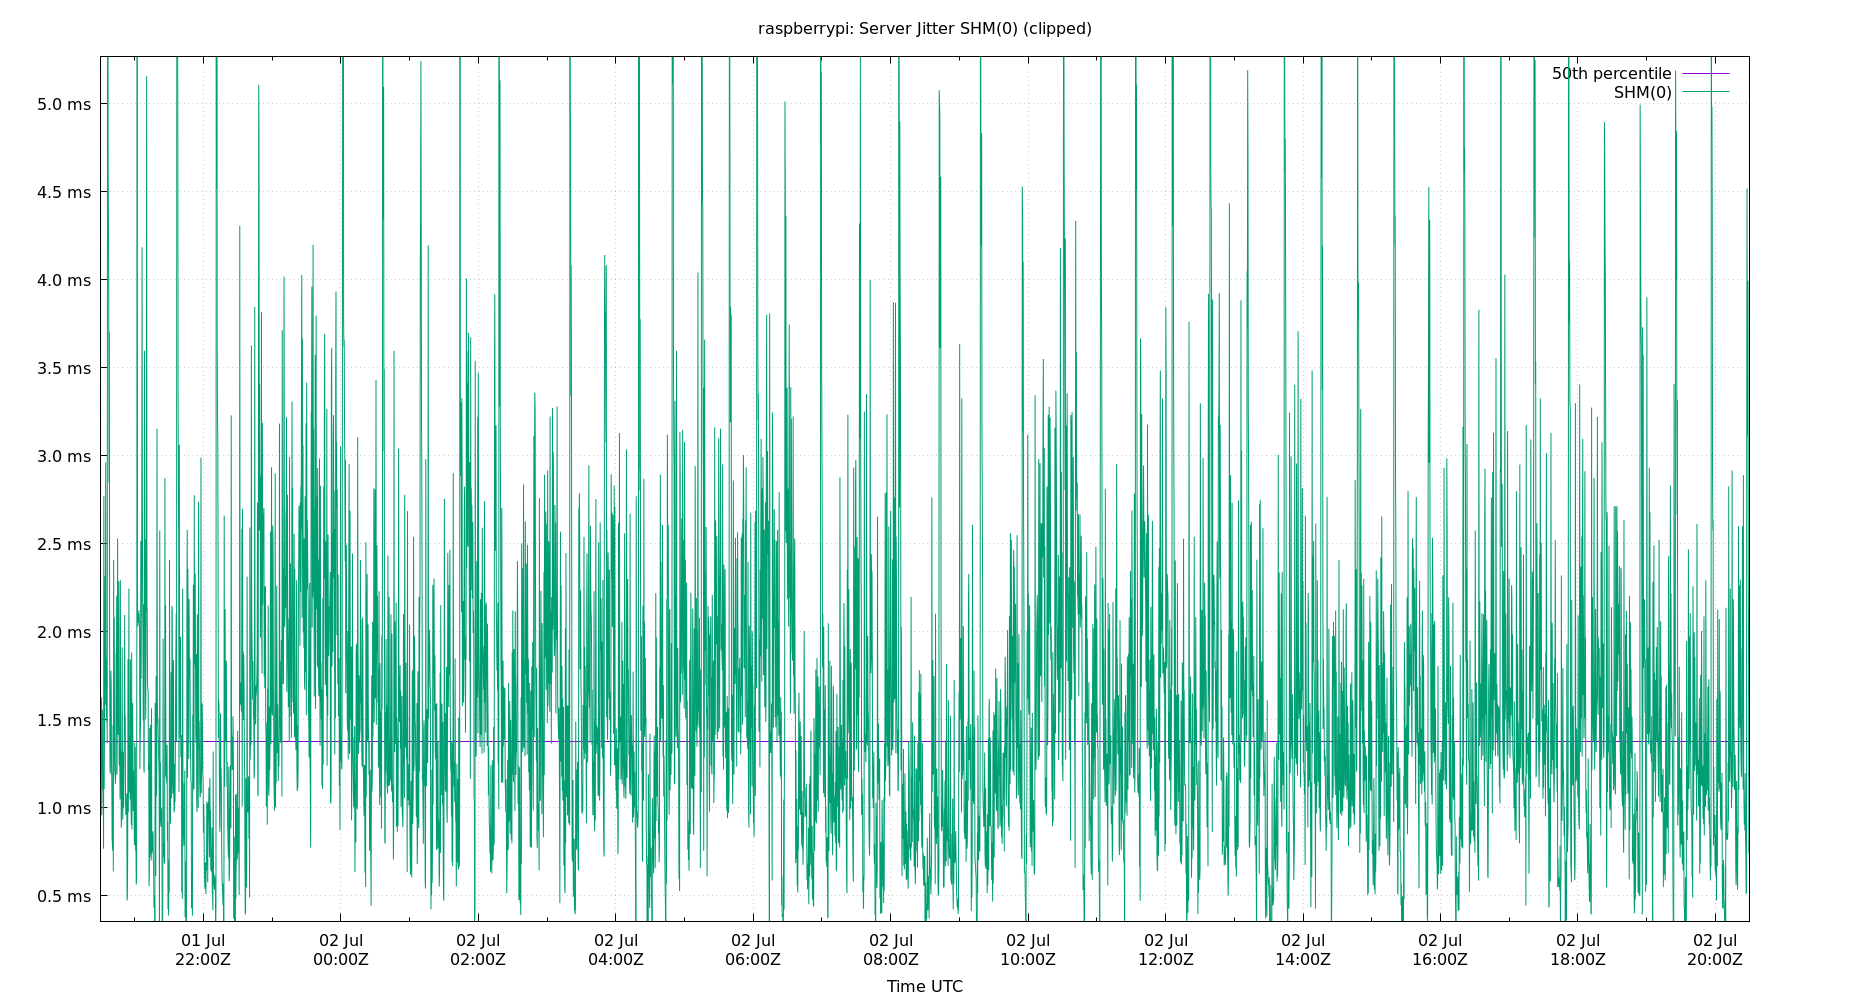 raspberrypi: Server Jitter SHM(0) (clipped)
50th percentile
SHM(0)
5.0 ms
4.5 ms
4.0 ms
3.5 ms
3.0 ms
2.5 ms
2.0 ms
1.5 ms
1.0 ms
0.5 ms
01 Jul 02 Jul 02 Jul 02 Jul 02 Jul 02 Jul 02 Jul 02 Jul 02 Jul 02 Jul 02 Jul 02 Jul
22:00Z 00:00Z 02:00Z 04:00Z 06:00Z 08:00Z 10:00Z 12:00Z 14:00Z 16:00Z 18:00Z 20:00Z
Time UTC